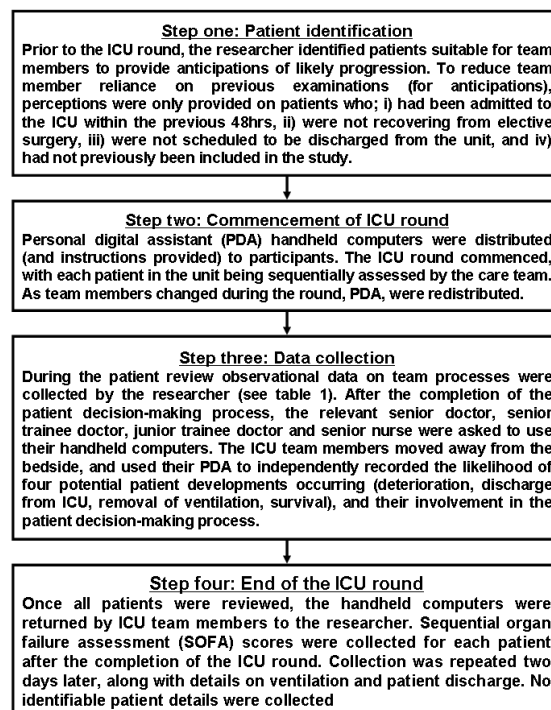 Step one: Patient identification
Prior to the ICU round, the researcher identified patients suitable for team
members to provide anticipations of likely progression. To reduce team
member reliance on previous examinations (for anticipations),
perceptions were only provided on patients who; i) had been admitted to
the ICU within the previous 48hrs, ii) were not recovering from elective
surgery, iii) were not scheduled to be discharged from the unit, and iv)
had not previously been included in the study.
Step two: Commencement of ICU round
Personal digital assistant (PDA) handheld computers were distributed
(and instructions provided) to participants. The ICU round commenced,
with each patient in the unit being sequentially assessed by the care team.
As team members changed during the round, PDA, were redistributed.
Step three: Data collection
During the patient review observational data on team processes were
collected by the researcher (see table 1). After the completion of the
patient decision-making process, the relevant senior doctor, senior
trainee doctor, junior trainee doctor and senior nurse were asked to use
their handheld computers. The ICU team members moved away from the
bedside, and used their PDA to independently recorded the likelihood of
four potential patient developments occurring (deterioration, discharge
from ICU, removal of ventilation, survival), and their involvement in the
patient decision-making process.
Step four: End of the ICU round
Once all patients were reviewed, the handheld computers were
returned by ICU team members to the researcher. Sequential organ
failure assessment (SOFA) scores were collected for each patient
after the completion of the ICU round. Collection was repeated two
days later, along with details on ventilation and patient discharge. No
identifiable patient details were collected